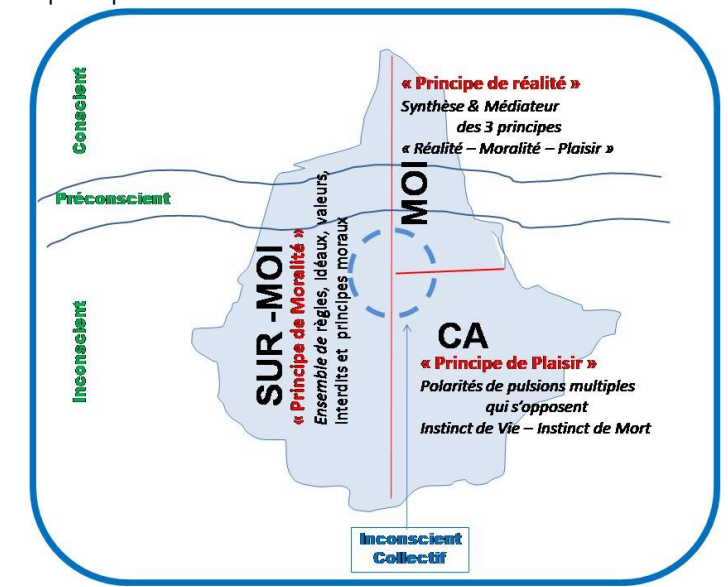 Conscient
Préconscient
Inconscient
« Principe de réalité »
Synthèse & Médiateur
des 3 principes
« Réalité – Moralité – Plaisir »
MOI
SUR -MOI
« Principe de Moralité »
Ensemble de règles, idéaux, valeurs,
Interdits et principes moraux
CA
« Principe de Plaisir »
Polarités de pulsions multiples
qui s'opposent
Instinct de Vie – Instinct de Mort
Inconscient
Collectif